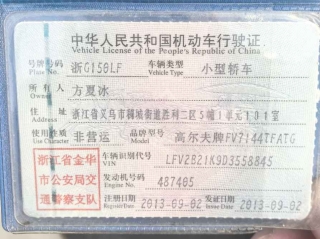 中华人民共和国机动车行驶证
Vehicle License of the People's Republic of China
号牌号码 浙G150LF 车辆类型 小型轿车
Plate No. Vehicle Type
所有人 方夏冰
Owner
住址 浙江省义乌市稠城街道胜利二区5幢1单元101室
Address
使用性质 非营运 品牌型号 高尔夫牌FV7144TFATG
Use Character Model
浙江省金华
市公安局交
通警察支队
车辆识别代号 LFV2B21K9D3558845
VIN
发动机号码 487405
Engine No.
注册日期 2013-09-02 发证日期 2013-09-02
Register Date Issue Date